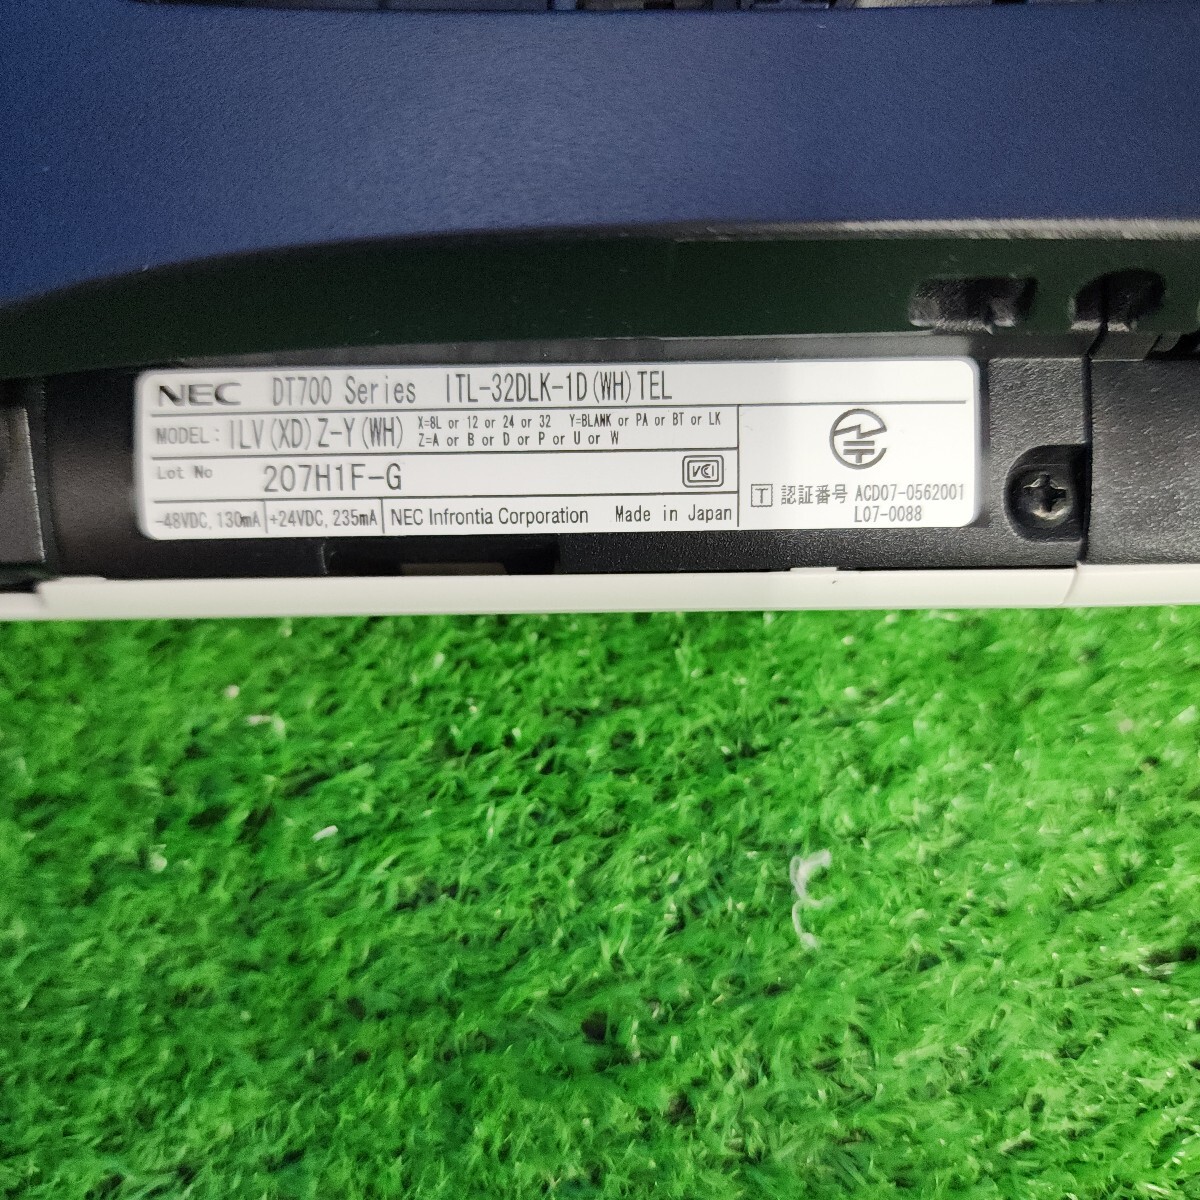 NEC DT700 Series ITL-32DLK-1D(WH)TEL
MODEL: ILV(XD)Z-Y(WH) X=8L or 12 or 24 or 32 Y=BLANK or PA or BT or LK
Z=A or B or D or P or U or W
Lot No 207H1F-G VCCI
T 認証番号 ACD07-0562001
L07-0088
-48VDC, 130mA +24VDC, 235mA NEC Infrontia Corporation Made in Japan